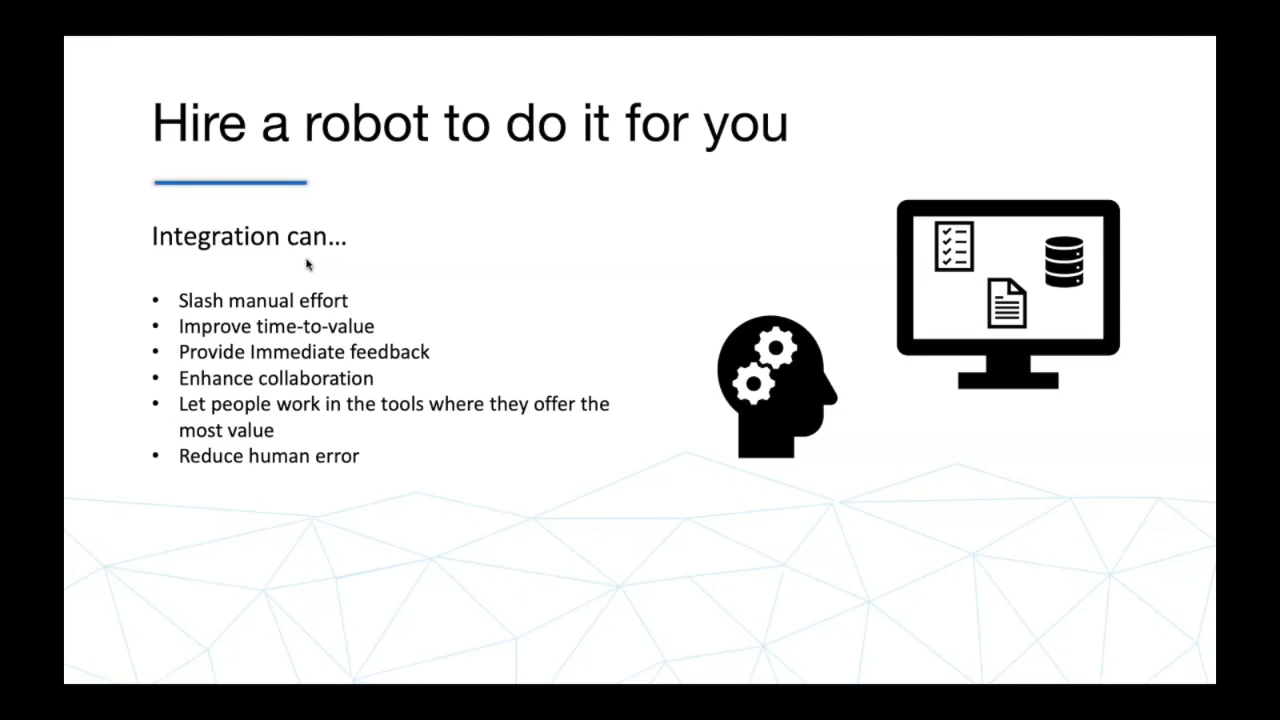 Hire a robot to do it for you
Integration can...
• Slash manual effort
• Improve time-to-value
• Provide Immediate feedback
• Enhance collaboration
• Let people work in the tools where they offer the
most value
• Reduce human error